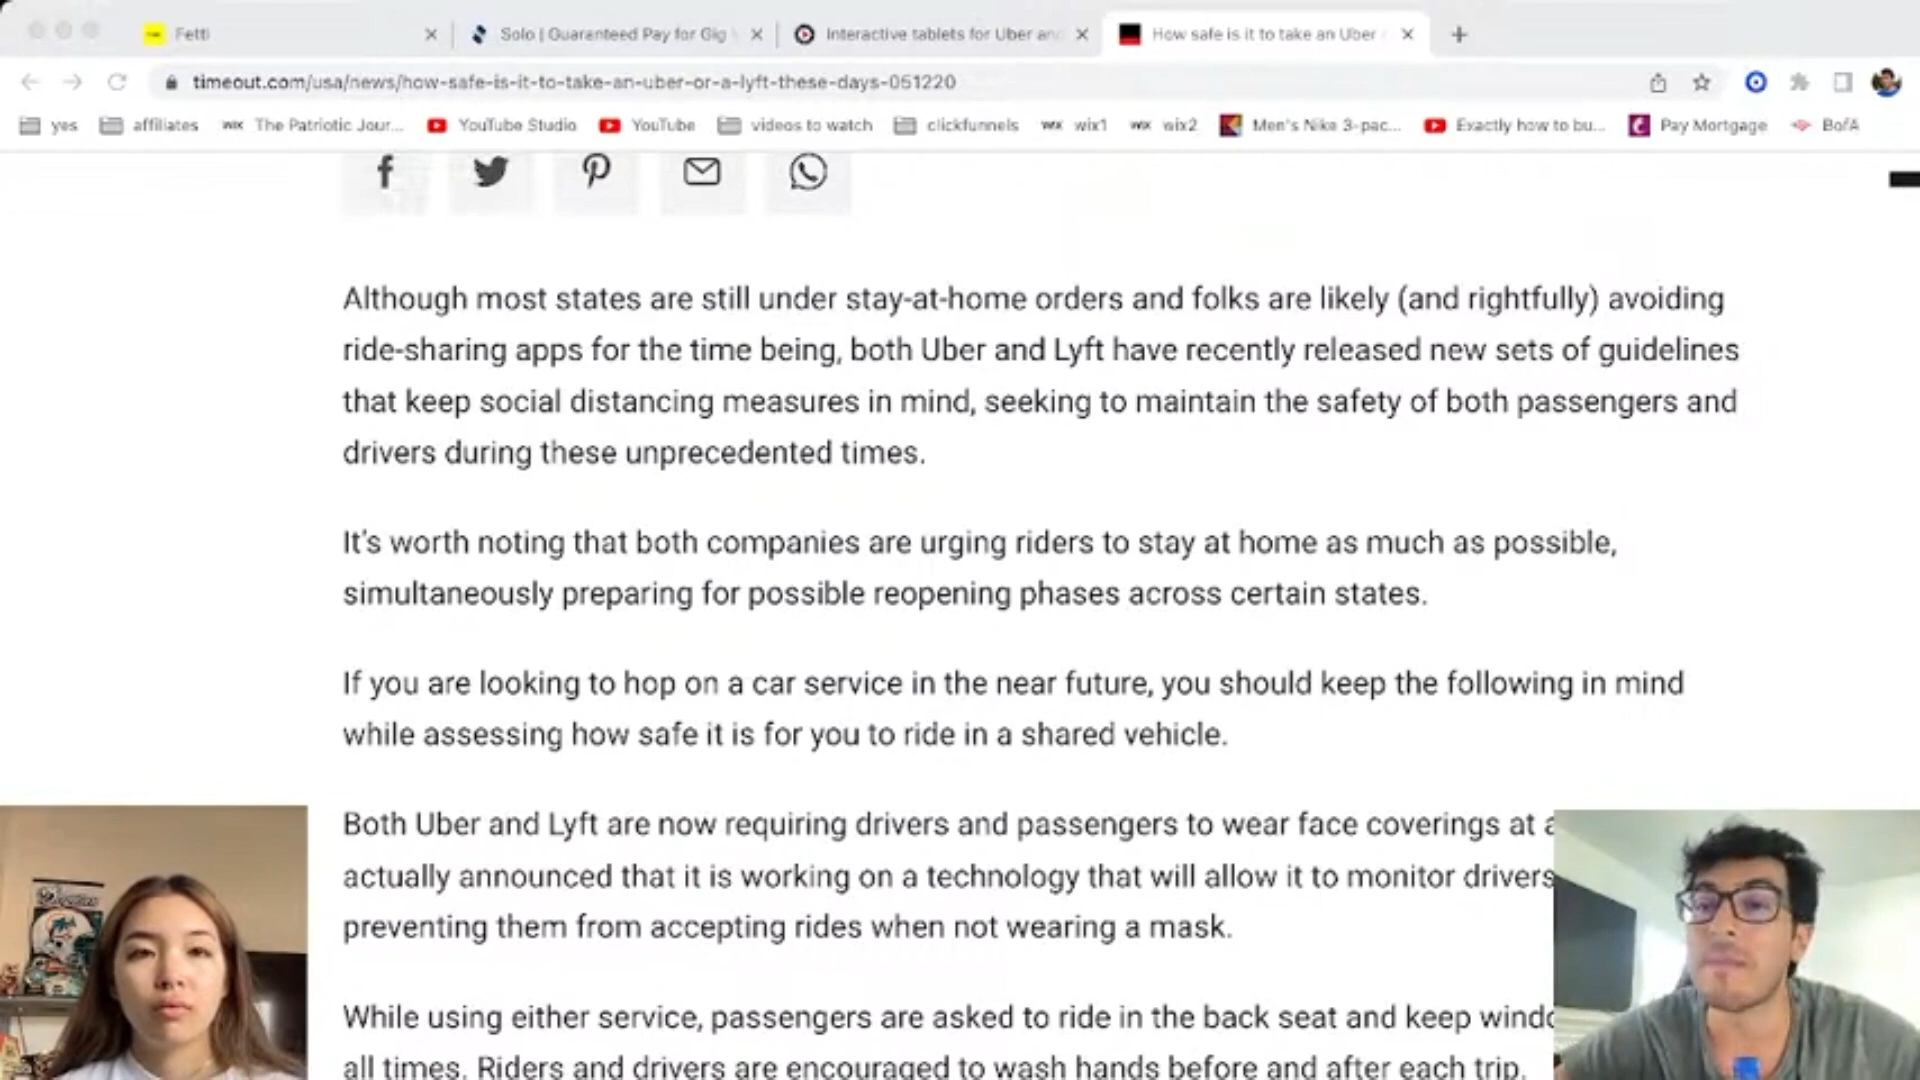 Fetti
Solo | Guaranteed Pay for Gig
Interactive tablets for Uber an
How safe is it to take an Uber
timeout.com/usa/news/how-safe-is-it-to-take-an-uber-or-a-lyft-these-days-051220
yes affiliates WIX The Patriotic Jour... YouTube Studio YouTube videos to watch clickfunnels WIX wix1 WIX wix2 Men's Nike 3-pac... Exactly how to bu... Pay Mortgage BofA
Although most states are still under stay-at-home orders and folks are likely (and rightfully) avoiding
ride-sharing apps for the time being, both Uber and Lyft have recently released new sets of guidelines
that keep social distancing measures in mind, seeking to maintain the safety of both passengers and
drivers during these unprecedented times.
It's worth noting that both companies are urging riders to stay at home as much as possible,
simultaneously preparing for possible reopening phases across certain states.
If you are looking to hop on a car service in the near future, you should keep the following in mind
while assessing how safe it is for you to ride in a shared vehicle.
Both Uber and Lyft are now requiring drivers and passengers to wear face coverings at
actually announced that it is working on a technology that will allow it to monitor drivers
preventing them from accepting rides when not wearing a mask.
While using either service, passengers are asked to ride in the back seat and keep
all times. Riders and drivers are encouraged to wash hands before and after each trip.